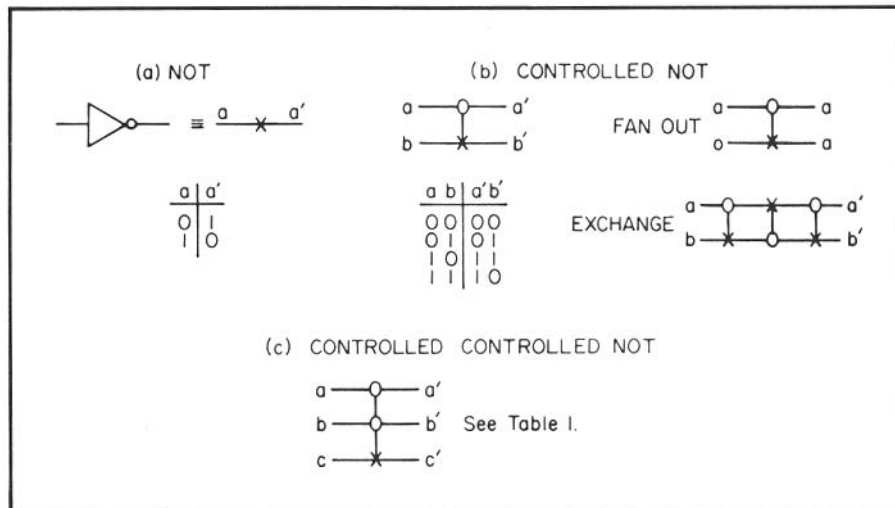 (a) NOT
(b) CONTROLLED NOT
≡ a a′
a a′
b b′
FAN OUT
a a
o a
a a′
0 1
1 0
a b a′ b′
0 0 0 0
0 1 0 1
1 0 1 1
1 1 1 0
EXCHANGE
a a′
b b′
(c) CONTROLLED CONTROLLED NOT
a a′
b b′ See Table I.
c c′